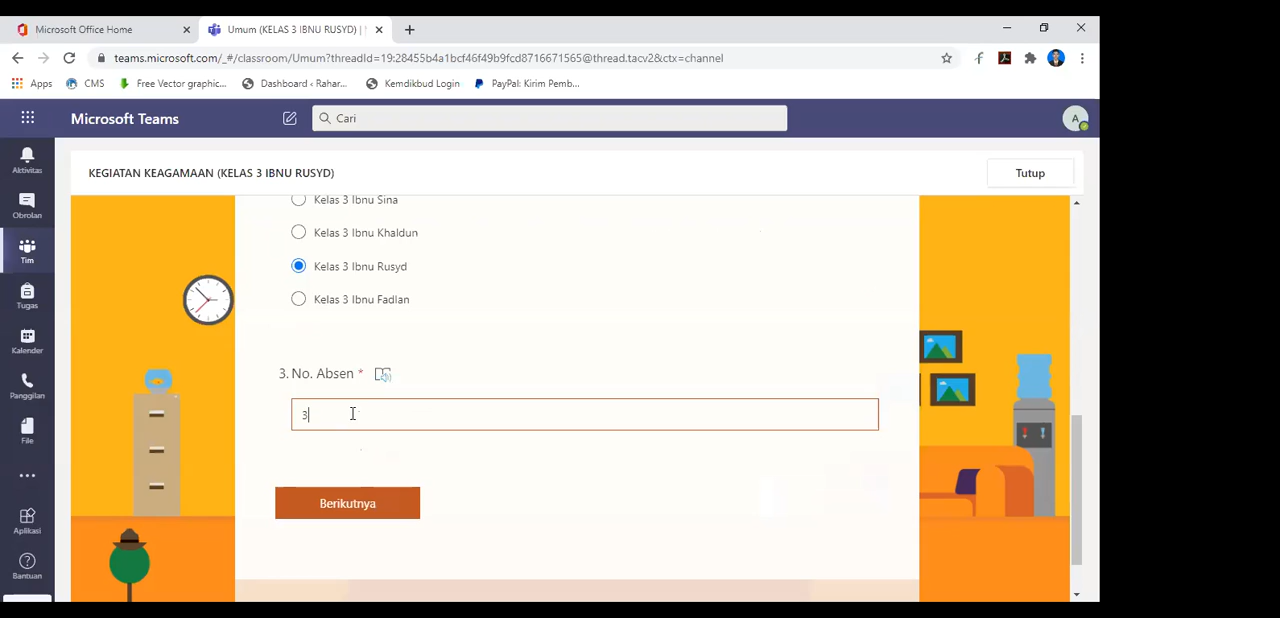 Microsoft Office Home
Umum (KELAS 3 IBNU RUSYD) |
teams.microsoft.com/_#/classroom/Umum?threadId=19:28455b4a1bcf46f49b9fcd8716671565@thread.tacv2&ctx=channel
Apps CMS Free Vector graphic... Dashboard ‹ Rahar... Kemdikbud Login PayPal: Kirim Pemb...
Microsoft Teams
Cari
A
Aktivitas
Obrolan
Tim
Tugas
Kalender
Panggilan
File
Aplikasi
Bantuan
KEGIATAN KEAGAMAAN (KELAS 3 IBNU RUSYD)
Tutup
Kelas 3 Ibnu Sina
Kelas 3 Ibnu Khaldun
Kelas 3 Ibnu Rusyd
Kelas 3 Ibnu Fadlan
3. No. Absen *
3
Berikutnya